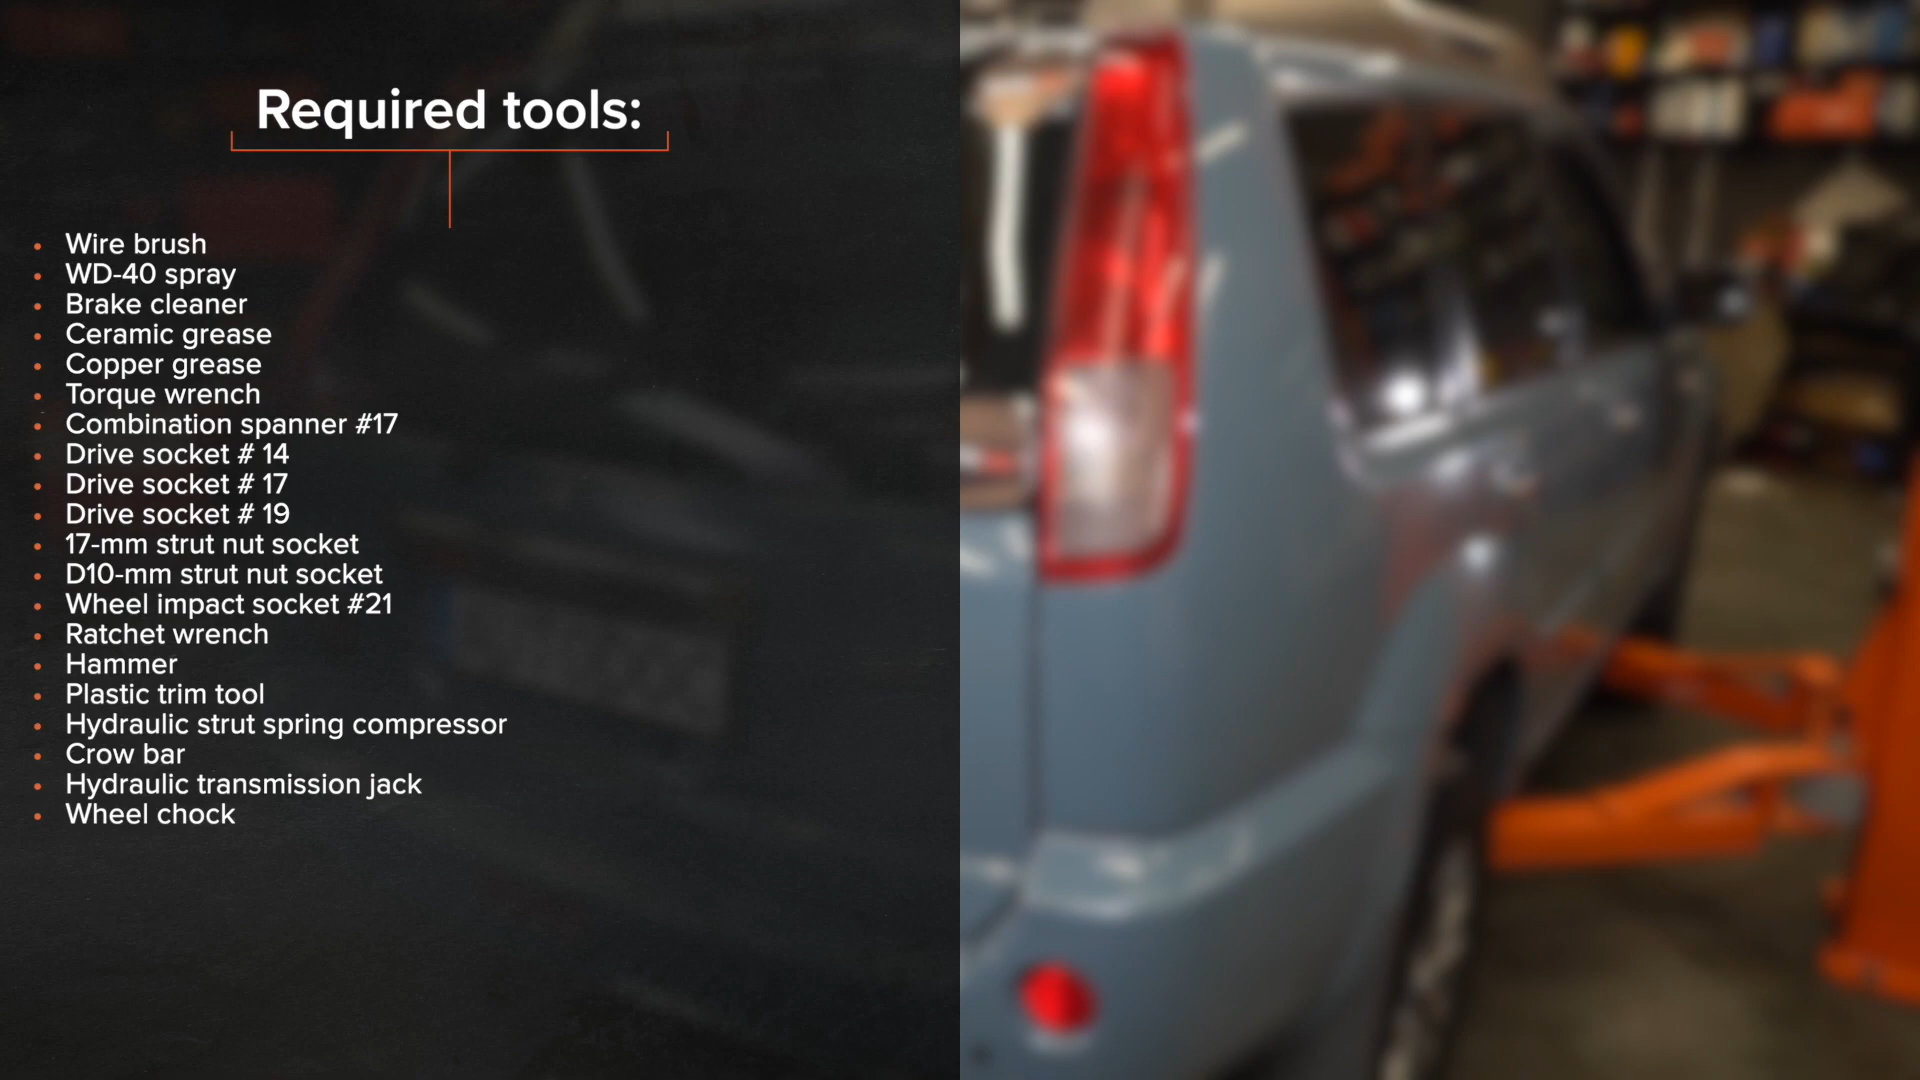 Required tools:
Wire brush
WD-40 spray
Brake cleaner
Ceramic grease
Copper grease
Torque wrench
Combination spanner #17
Drive socket # 14
Drive socket # 17
Drive socket # 19
17-mm strut nut socket
D10-mm strut nut socket
Wheel impact socket #21
Ratchet wrench
Hammer
Plastic trim tool
Hydraulic strut spring compressor
Crow bar
Hydraulic transmission jack
Wheel chock